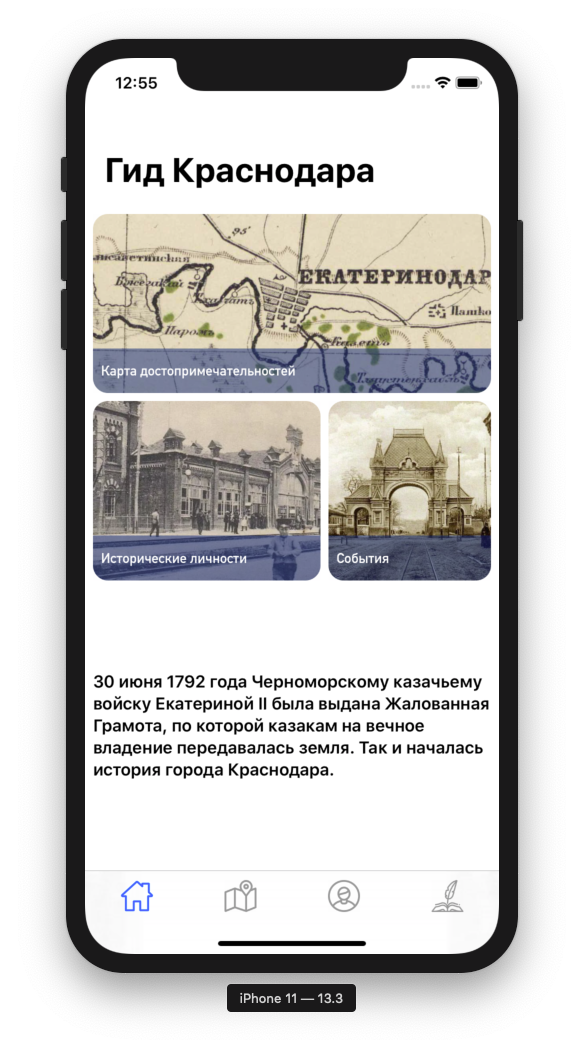 12:55
Гид Краснодара
95'
ЕКАТЕРИНОДАР
Паромъ
Карта достопримечательностей
Исторические личности
События
30 июня 1792 года Черноморскому казачьему
войску Екатериной II была выдана Жалованная
Грамота, по которой казакам на вечное
владение передавалась земля. Так и началась
история города Краснодара.
iPhone 11 — 13.3